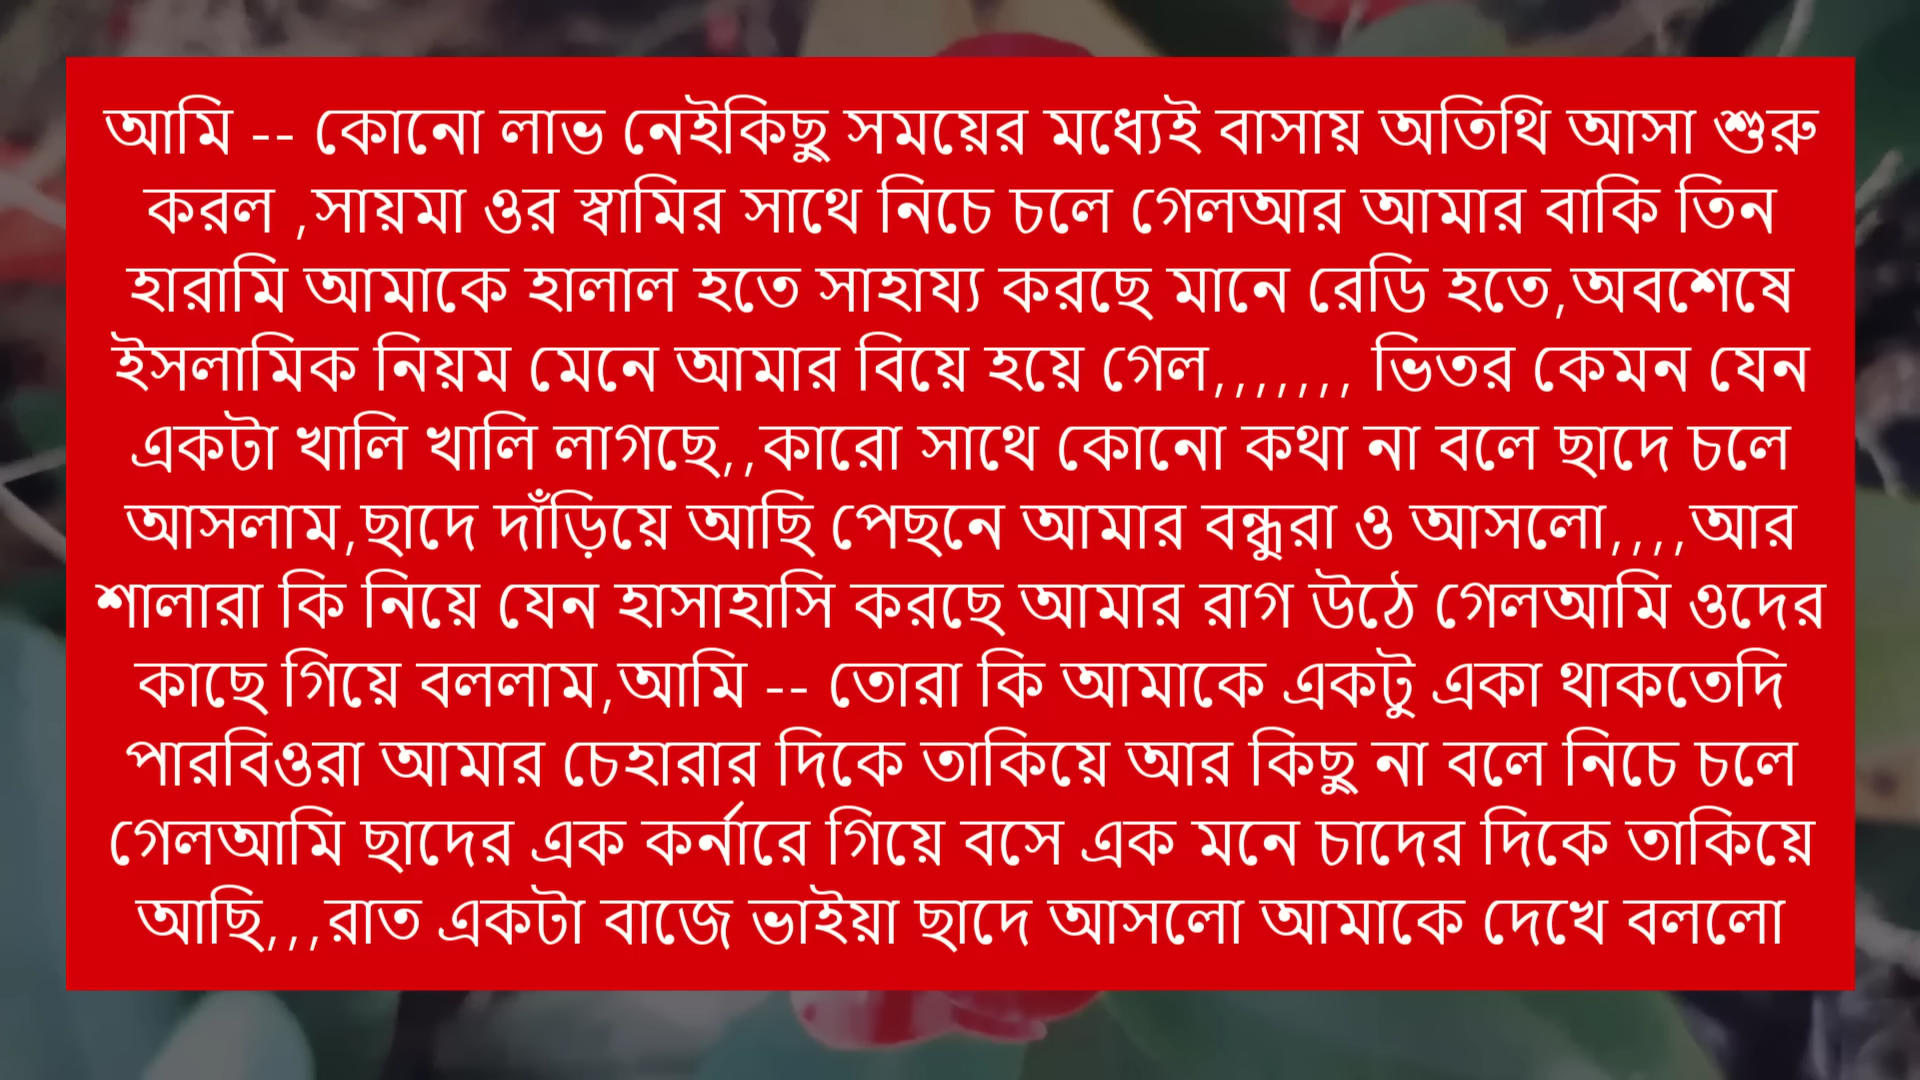 আমি -- কোনো লাভ নেইকিছু সময়ের মধ্যেই বাসায় অতিথি আসা শুরু
করল ,সায়মা ওর স্বামির সাথে নিচে চলে গেলআর আমার বাকি তিন
হারামি আমাকে হালাল হতে সাহায্য করছে মানে রেডি হতে,অবশেষে
ইসলামিক নিয়ম মেনে আমার বিয়ে হয়ে গেল,,,,,,, ভিতর কেমন যেন
একটা খালি খালি লাগছে,,কারো সাথে কোনো কথা না বলে ছাদে চলে
আসলাম,ছাদে দাঁড়িয়ে আছি পেছনে আমার বন্ধুরা ও আসলো,,,,আর
শালারা কি নিয়ে যেন হাসাহাসি করছে আমার রাগ উঠে গেলআমি ওদের
কাছে গিয়ে বললাম,আমি -- তোরা কি আমাকে একটু একা থাকতেদি
পারবিওরা আমার চেহারার দিকে তাকিয়ে আর কিছু না বলে নিচে চলে
গেলআমি ছাদের এক কর্নারে গিয়ে বসে এক মনে চাদের দিকে তাকিয়ে
আছি,,,রাত একটা বাজে ভাইয়া ছাদে আসলো আমাকে দেখে বললো